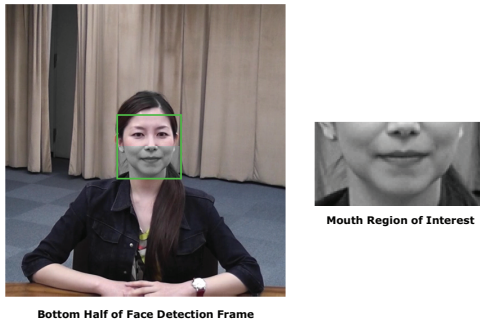 Mouth Region of Interest
Bottom Half of Face Detection Frame